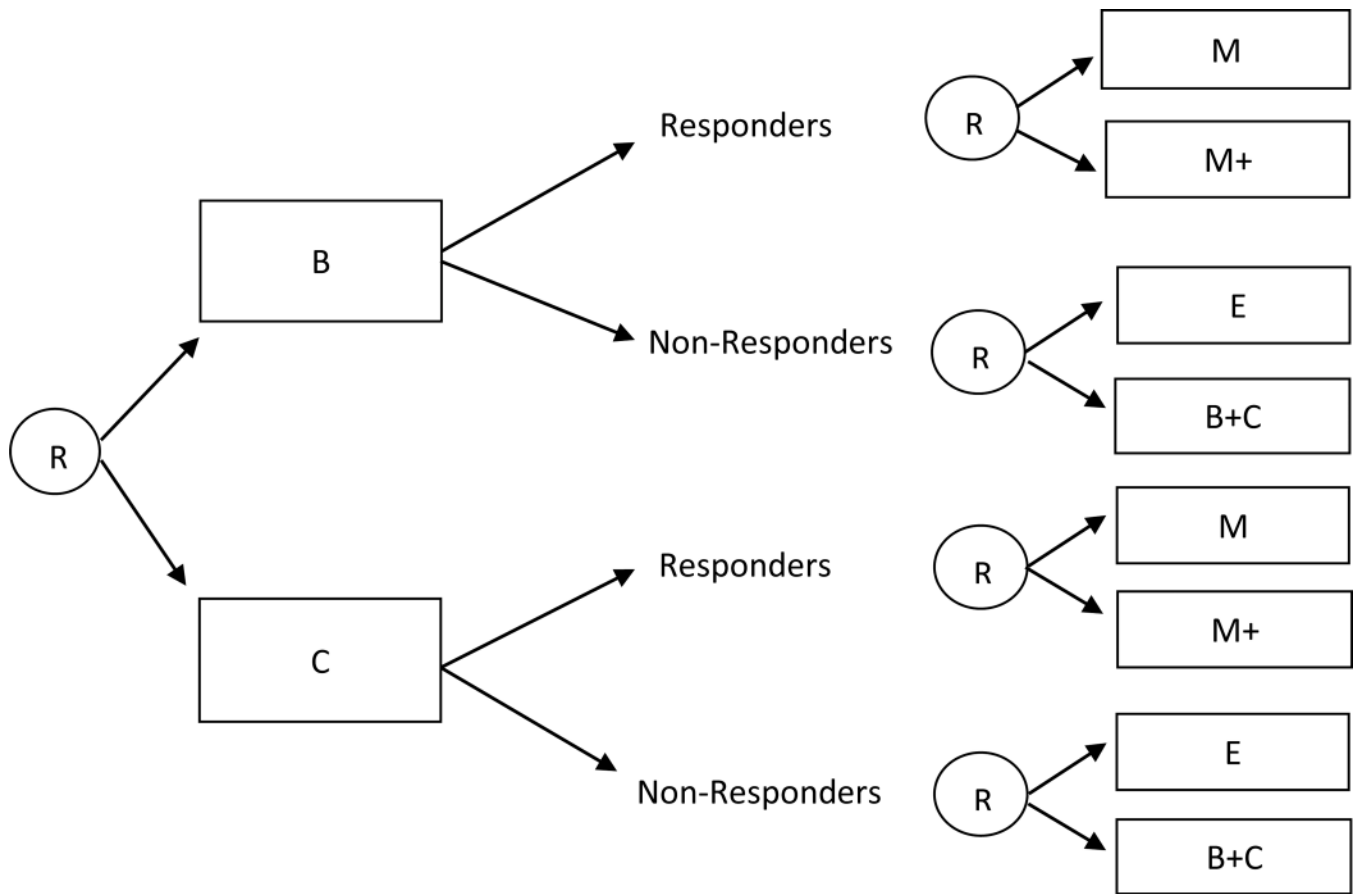 M
Responders
R
M+
B
E
Non-Responders
R
B+C
R
M
Responders
R
M+
C
E
Non-Responders
R
B+C